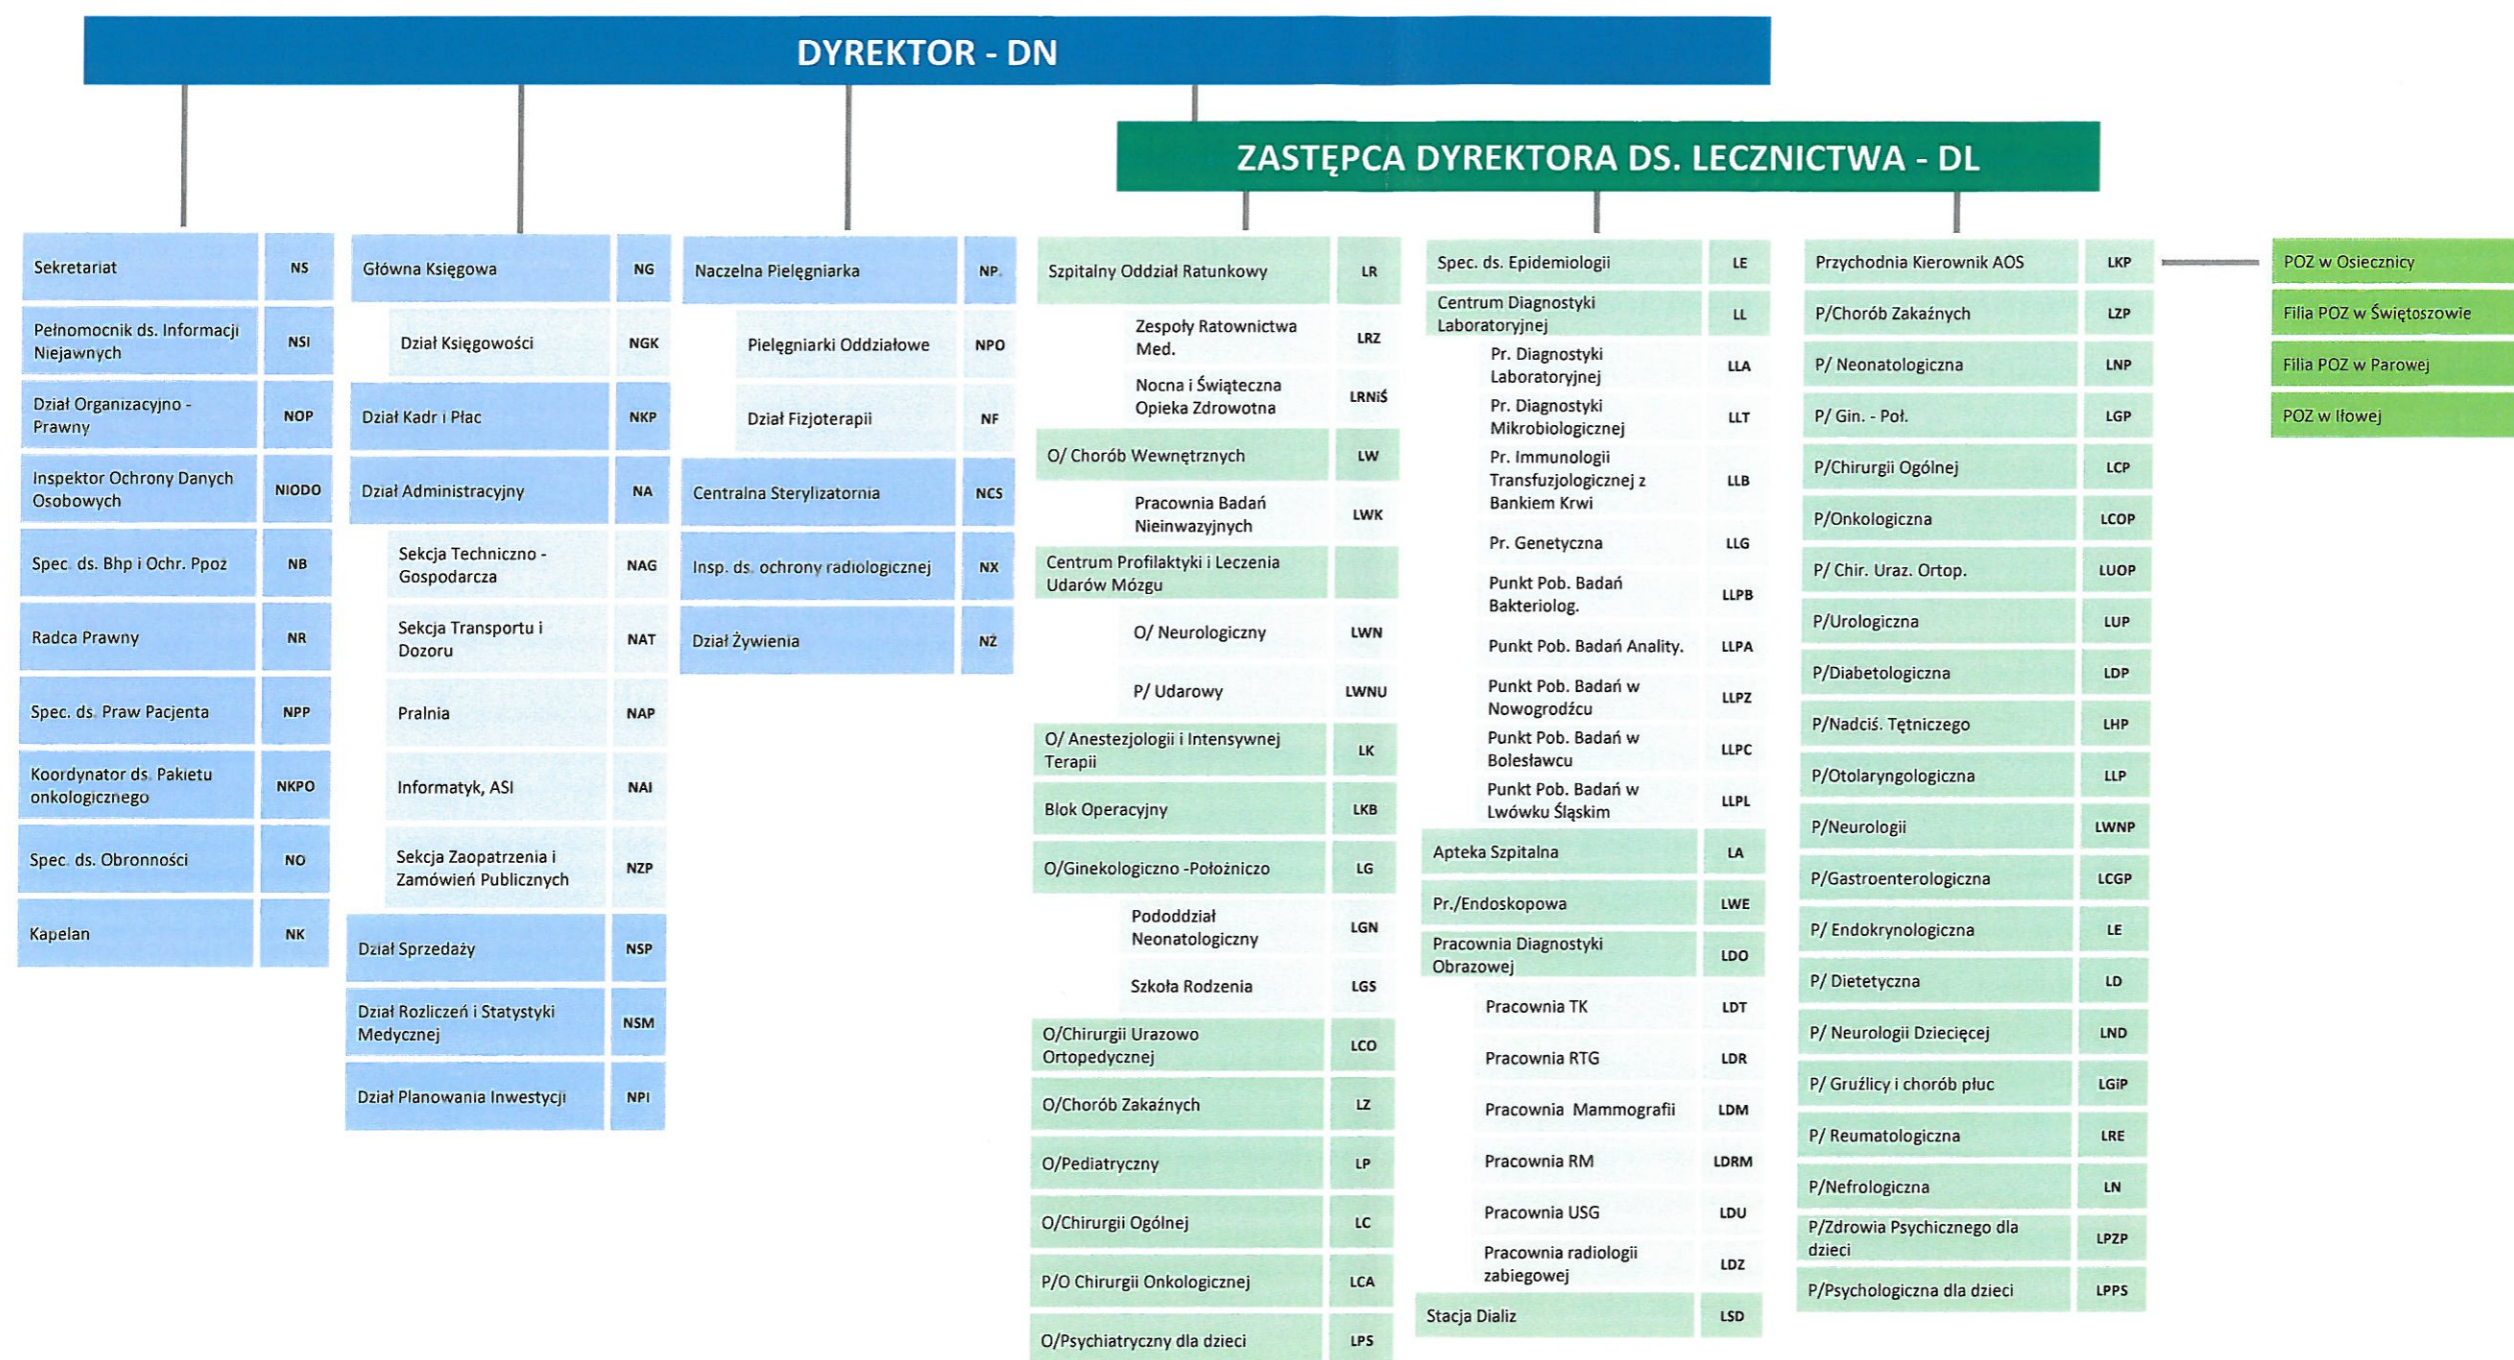 DYREKTOR - DN
ZASTĘPCA DYREKTORA DS. LECZNICTWA - DL
Sekretariat NS
Pełnomocnik ds. Informacji
Niejawnych NSI
Dział Organizacyjno -
Prawny NOP
Inspektor Ochrony Danych
Osobowych NIODO
Spec. ds. Bhp i Ochr. Ppoż NB
Radca Prawny NR
Spec. ds. Praw Pacjenta NPP
Koordynator ds. Pakietu
onkologicznego NKPO
Spec. ds. Obronności NO
Kapelan NK
Główna Księgowa NG
Dział Księgowości NGK
Dział Kadr i Płac NKP
Dział Administracyjny NA
Sekcja Techniczno -
Gospodarcza NAG
Sekcja Transportu i
Dozoru NAT
Pralnia NAP
Informatyk, ASI NAI
Sekcja Zaopatrzenia i
Zamówień Publicznych NZP
Dział Sprzedaży NSP
Dział Rozliczeń i Statystyki
Medycznej NSM
Dział Planowania Inwestycji NPI
Naczelna Pielęgniarka NP.
Pielęgniarki Oddziałowe NPO
Dział Fizjoterapii NF
Centralna Sterylizatornia NCS
Insp. ds. ochrony radiologicznej NX
Dział Żywienia NŻ
Szpitalny Oddział Ratunkowy LR
Zespoły Ratownictwa
Med. LRZ
Nocna i Świąteczna
Opieka Zdrowotna LRNiŚ
O/ Chorób Wewnętrznych LW
Pracownia Badań
Nieinwazyjnych LWK
Centrum Profilaktyki i Leczenia
Udarów Mózgu
O/ Neurologiczny LWN
P/ Udarowy LWNU
O/ Anestezjologii i Intensywnej
Terapii LK
Blok Operacyjny LKB
O/Ginekologiczno -Położniczo LG
Pododdział
Neonatologiczny LGN
Szkoła Rodzenia LGS
O/Chirurgii Urazowo
Ortopedycznej LCO
O/Chorób Zakaźnych LZ
O/Pediatryczny LP
O/Chirurgii Ogólnej LC
P/O Chirurgii Onkologicznej LCA
O/Psychiatryczny dla dzieci LPS
Spec. ds. Epidemiologii LE
Centrum Diagnostyki
Laboratoryjnej LL
Pr. Diagnostyki
Laboratoryjnej LLA
Pr. Diagnostyki
Mikrobiologicznej LLT
Pr. Immunologii
Transfuzjologicznej z
Bankiem Krwi LLB
Pr. Genetyczna LLG
Punkt Pob. Badań
Bakteriolog. LLPB
Punkt Pob. Badań Anality. LLPA
Punkt Pob. Badań w
Nowogrodźcu LLPZ
Punkt Pob. Badań w
Bolesławcu LLPC
Punkt Pob. Badań w
Lwówku Śląskim LLPL
Apteka Szpitalna LA
Pr./Endoskopowa LWE
Pracownia Diagnostyki
Obrazowej LDO
Pracownia TK LDT
Pracownia RTG LDR
Pracownia Mammografii LDM
Pracownia RM LDRM
Pracownia USG LDU
Pracownia radiologii
zabiegowej LDZ
Stacja Dializ LSD
Przychodnia Kierownik AOS LKP
P/Chorób Zakaźnych LZP
P/ Neonatologiczna LNP
P/ Gin. - Poł. LGP
P/Chirurgii Ogólnej LCP
P/Onkologiczna LCOP
P/ Chir. Uraz. Ortop. LUOP
P/Urologiczna LUP
P/Diabetologiczna LDP
P/Nadciś. Tętniczego LHP
P/Otolaryngologiczna LLP
P/Neurologii LWNP
P/Gastroenterologiczna LCGP
P/ Endokrynologiczna LE
P/ Dietetyczna LD
P/ Neurologii Dziecięcej LND
P/ Gruźlicy i chorób płuc LGiP
P/ Reumatologiczna LRE
P/Nefrologiczna LN
P/Zdrowia Psychicznego dla
dzieci LPZP
P/Psychologiczna dla dzieci LPPS
POZ w Osiecznicy
Filia POZ w Świętoszowie
Filia POZ w Parowej
POZ w Iłowej